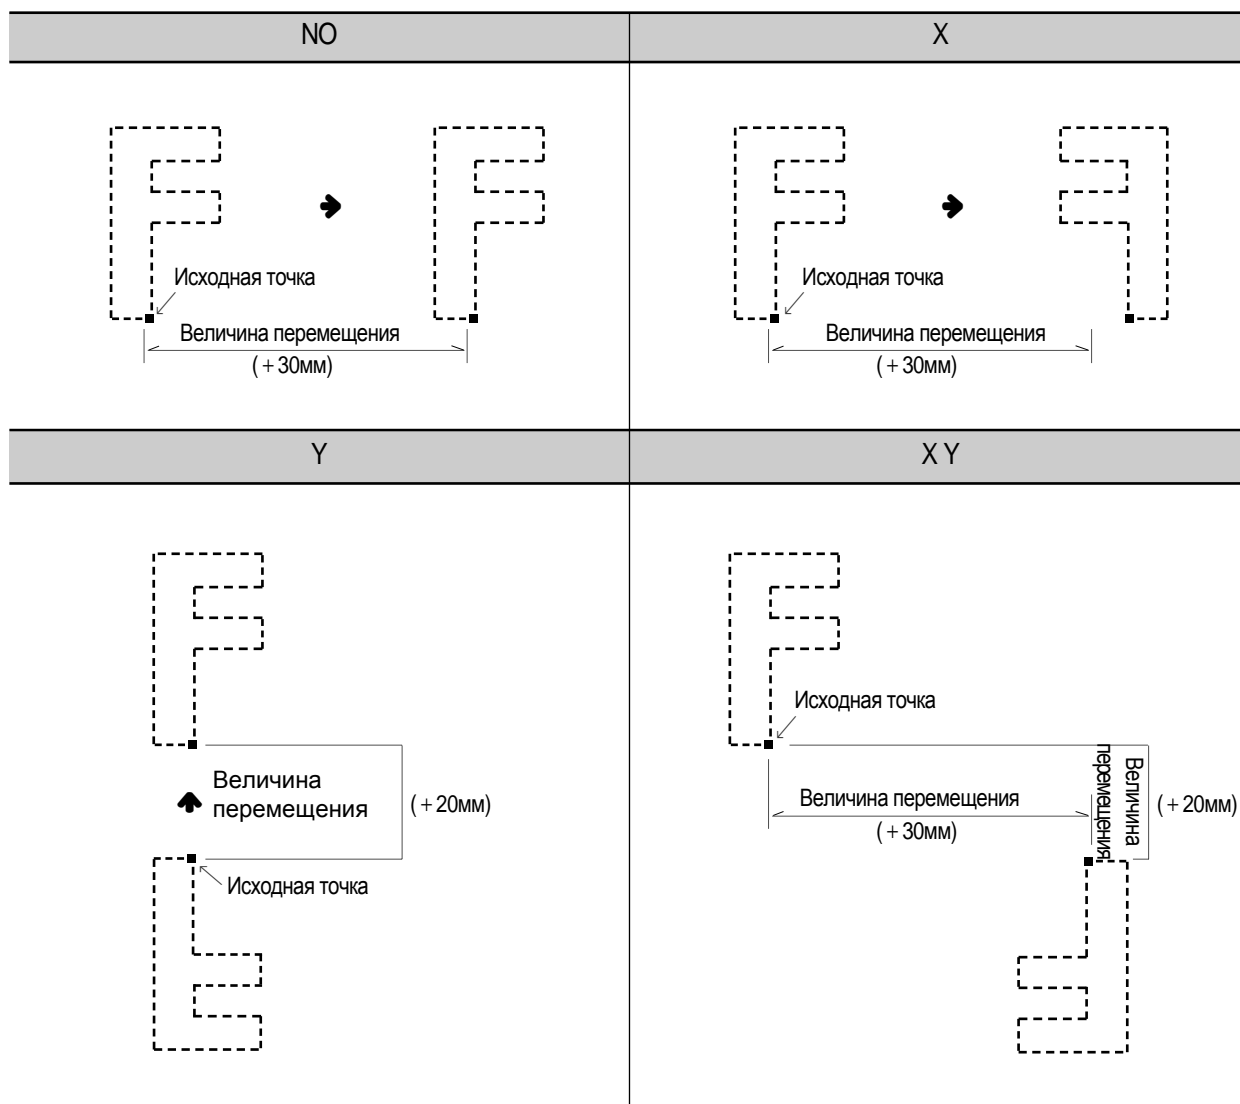 NO
X
Исходная точка
Величина перемещения
( + 30мм)
Исходная точка
Величина перемещения
( + 30мм)
Y
X Y
Величина
перемещения
( + 20мм)
Исходная точка
Исходная точка
Величина перемещения
( + 30мм)
Величина
перемещения
( + 20мм)